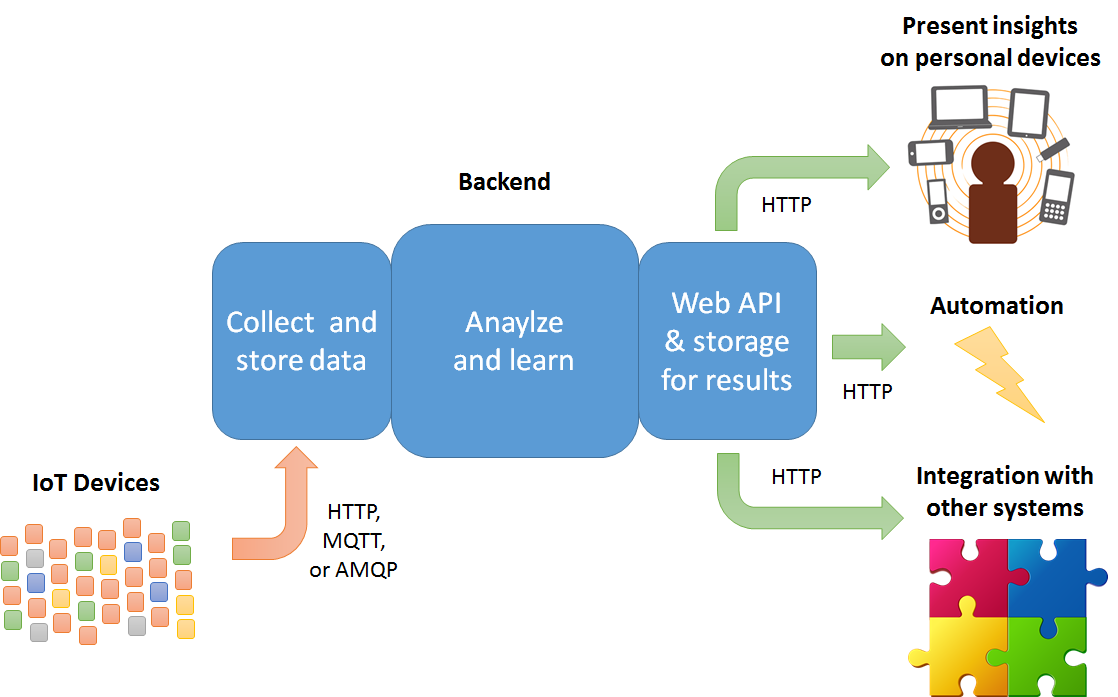 Present insights
on personal devices
Backend
HTTP
Collect and
store data
Anaylze
and learn
Web API
& storage
for results
Automation
HTTP
IoT Devices
HTTP,
MQTT,
or AMQP
HTTP
Integration with
other systems